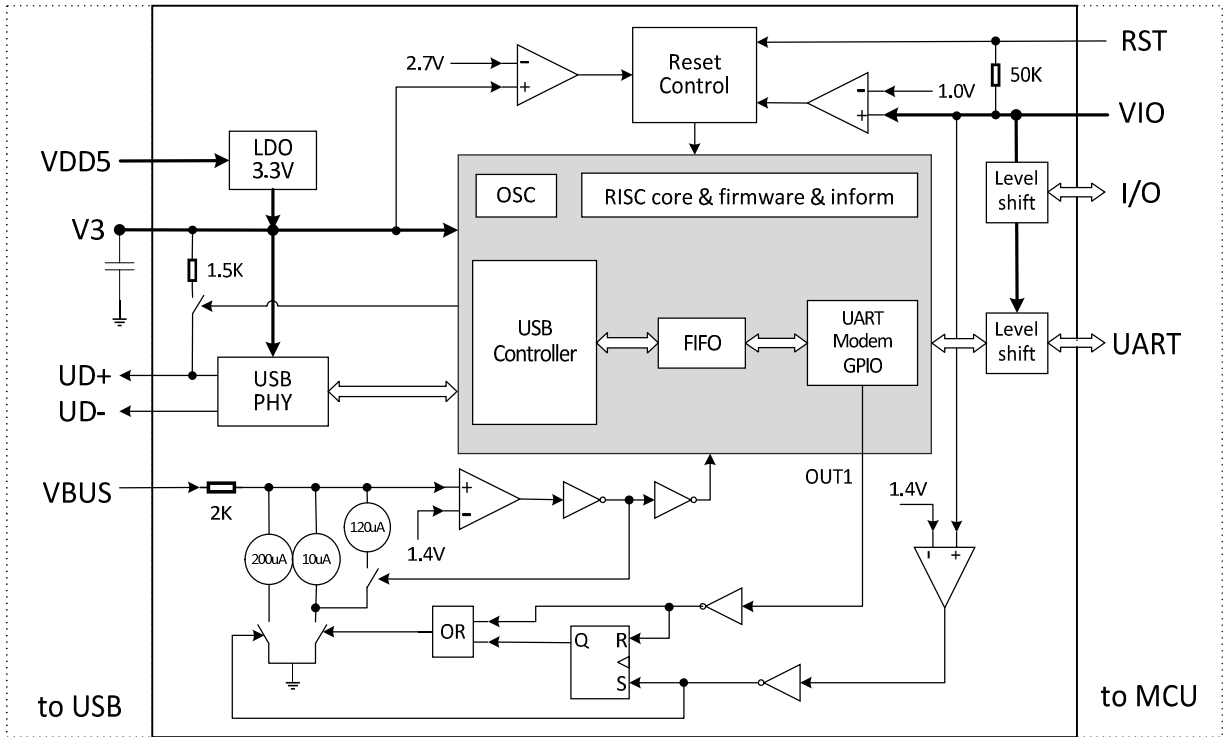 RST
2.7V
-
+
Reset
Control
50K
-
1.0V
+
VIO
VDD5
LDO
3.3V
OSC
RISC core & firmware & inform
Level
shift
I/O
V3
1.5K
USB
Controller
FIFO
UART
Modem
GPIO
Level
shift
UART
UD+
UD-
USB
PHY
OUT1
VBUS
2K
+
-
1.4V
120uA
200uA
10uA
1.4V
-
+
OR
Q
R
S
to USB
to MCU